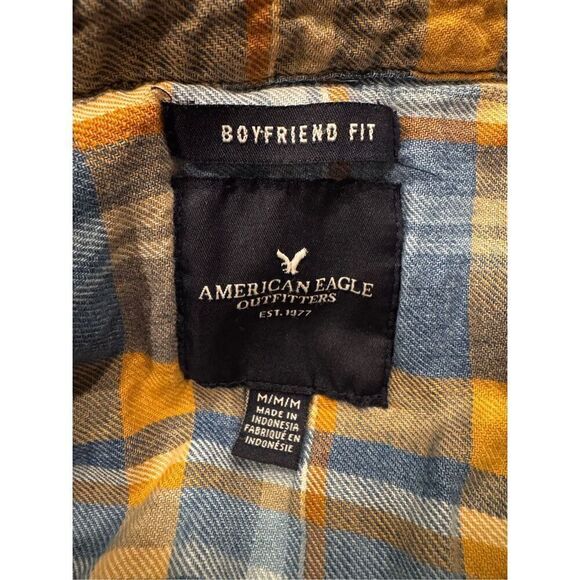 BOYFRIEND FIT
AMERICAN EAGLE
OUTFITTERS
EST. 1977
M/M/M
MADE IN
INDONESIA
FABRIQUÉ EN
INDONÉSIE